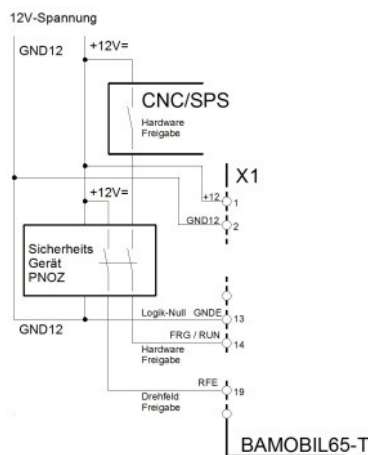 12V-Spannung
GND12
+12V=
CNC/SPS
Hardware
Freigabe
X1
+12
1
+12V=
GND12
2
Sicherheits
Gerät
PNOZ
Logik-Null GNDE
13
GND12
FRG / RUN
14
Hardware
Freigabe
RFE
19
Drehfeld
Freigabe
BAMOBIL65-T